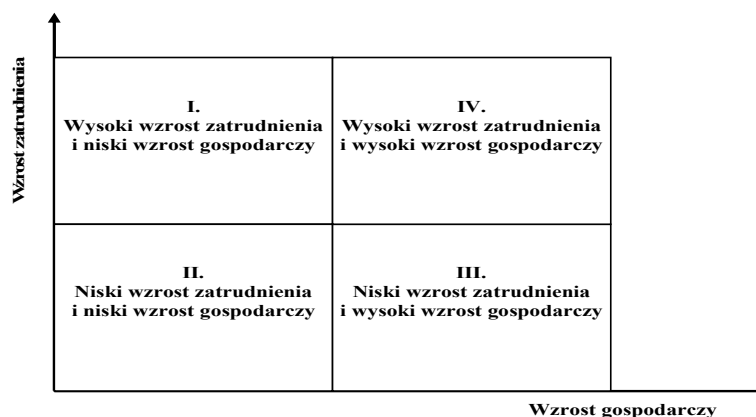 Wzrost zatrudnienia
I.
Wysoki wzrost zatrudnienia
i niski wzrost gospodarczy
IV.
Wysoki wzrost zatrudnienia
i wysoki wzrost gospodarczy
II.
Niski wzrost zatrudnienia
i niski wzrost gospodarczy
III.
Niski wzrost zatrudnienia
i wysoki wzrost gospodarczy
Wzrost gospodarczy